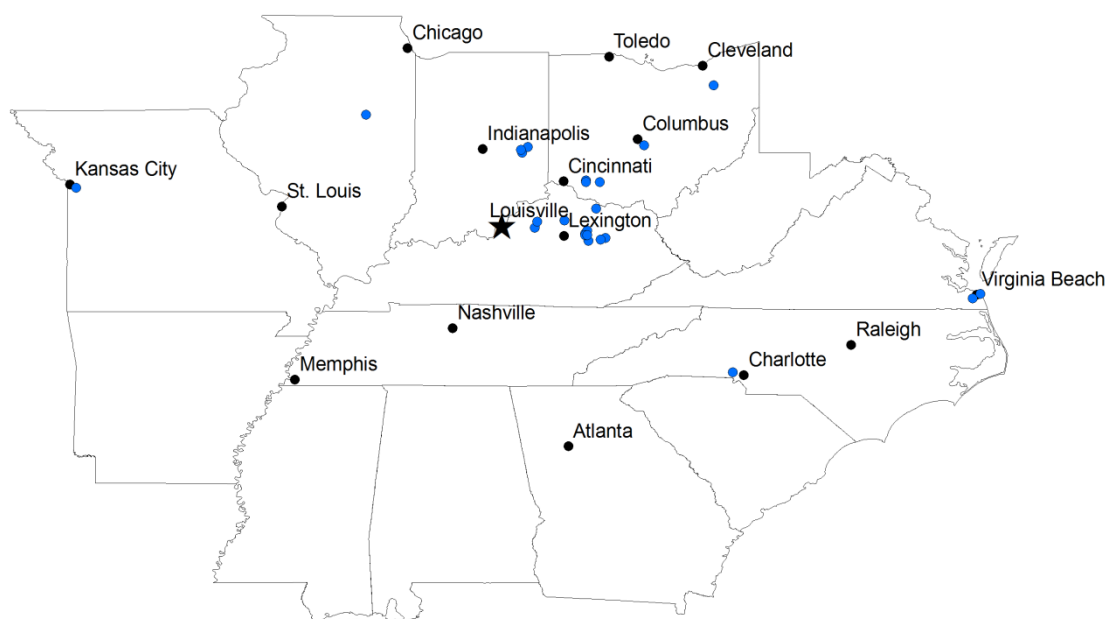 Chicago
Toledo
Cleveland
Indianapolis
Columbus
Kansas City
Cincinnati
St. Louis
Louisville
Lexington
Virginia Beach
Nashville
Raleigh
Memphis
Charlotte
Atlanta